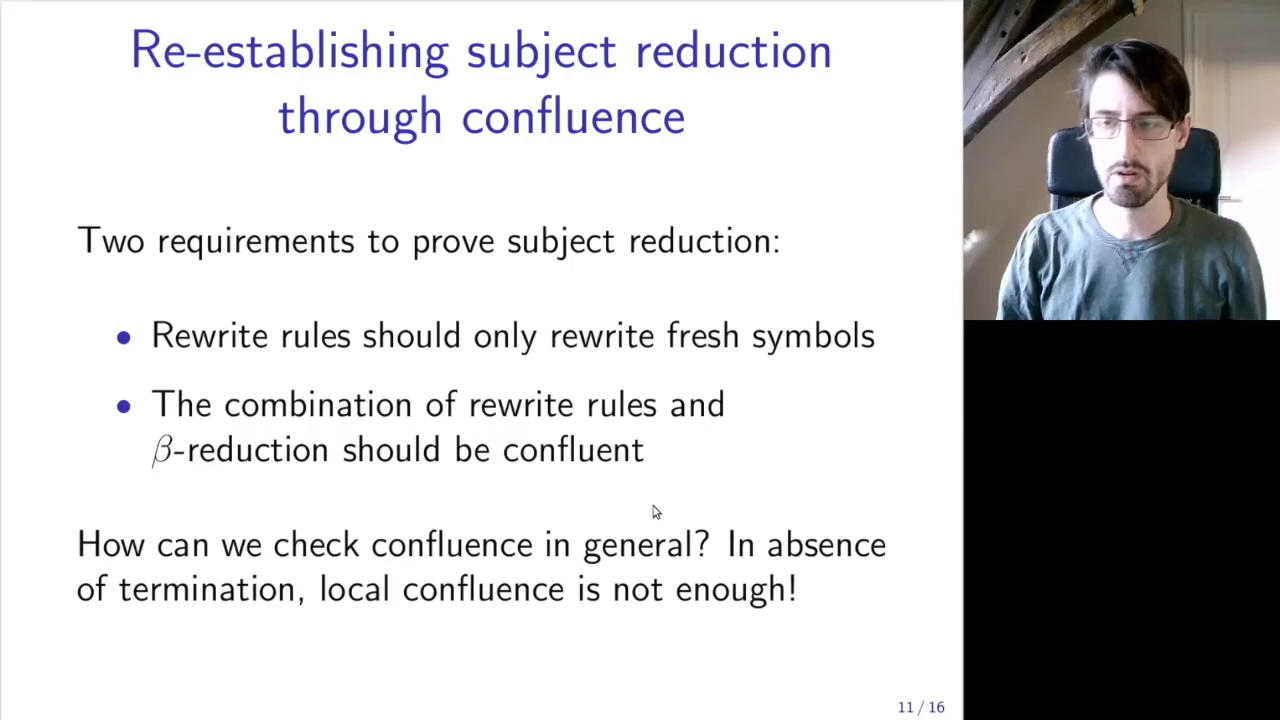 Re-establishing subject reduction
through confluence
Two requirements to prove subject reduction:
• Rewrite rules should only rewrite fresh symbols
• The combination of rewrite rules and
β-reduction should be confluent
How can we check confluence in general? In absence
of termination, local confluence is not enough!
11 / 16